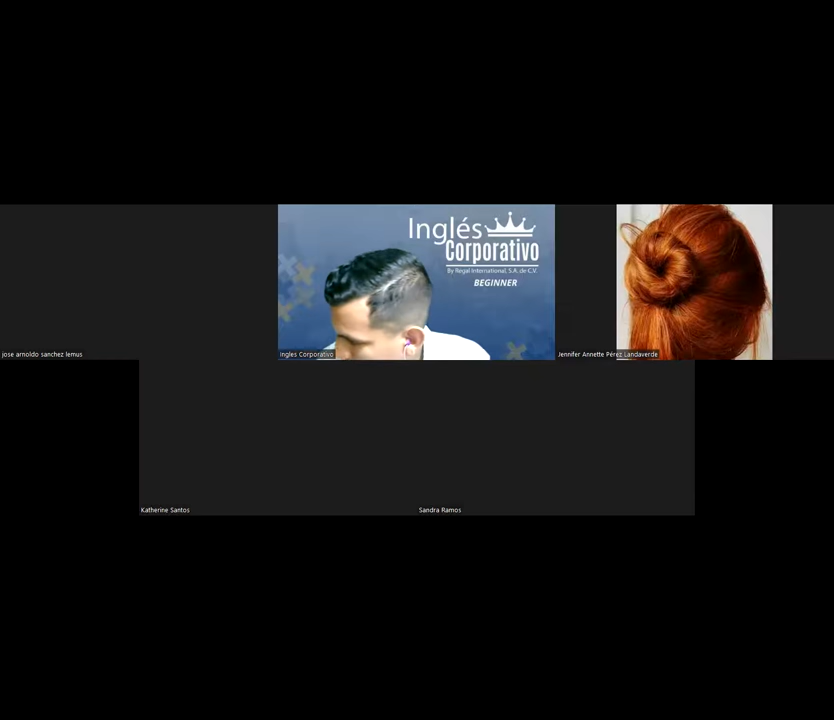 Inglés
Corporativo
By Regal International, S.A. de C.V.
BEGINNER
jose arnoldo sanchez lemus
Ingles Corporativo
Jennifer Annette Pérez Landaverde
Katherine Santos
Sandra Ramos